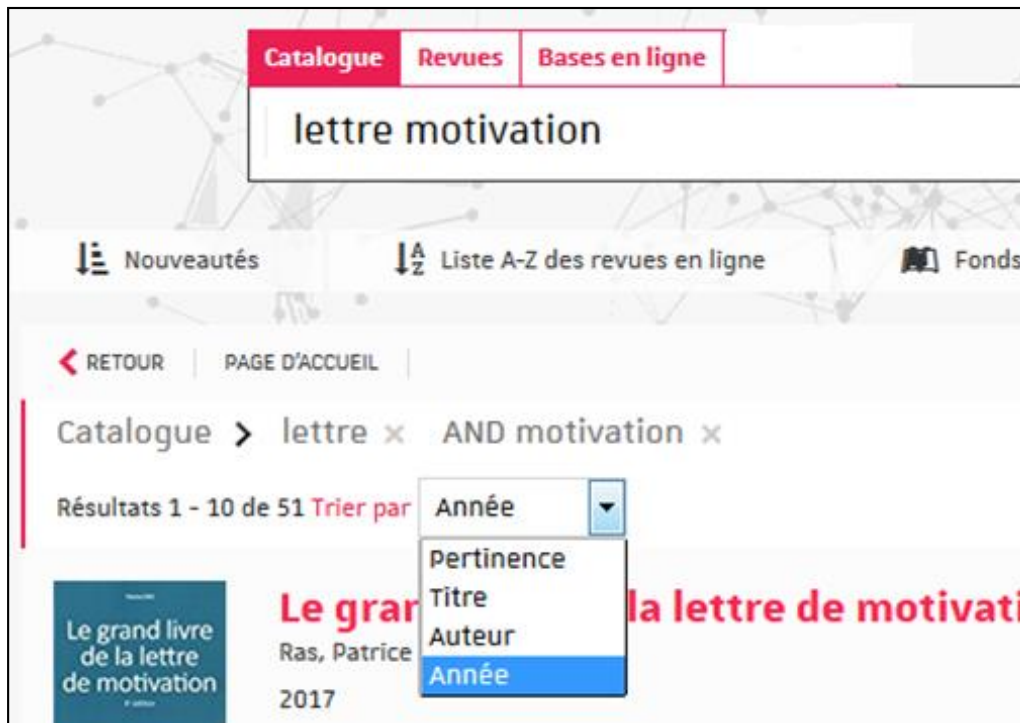 Catalogue Revues Bases en ligne
lettre motivation
Nouveautés Liste A-Z des revues en ligne Fonds
RETOUR PAGE D'ACCUEIL
Catalogue > lettre × AND motivation ×
Résultats 1 - 10 de 51 Trier par Année
Pertinence
Titre
Auteur
Année
Le gran la lettre de motivati
Ras, Patrice
2017
Le grand livre
de la lettre
de motivation